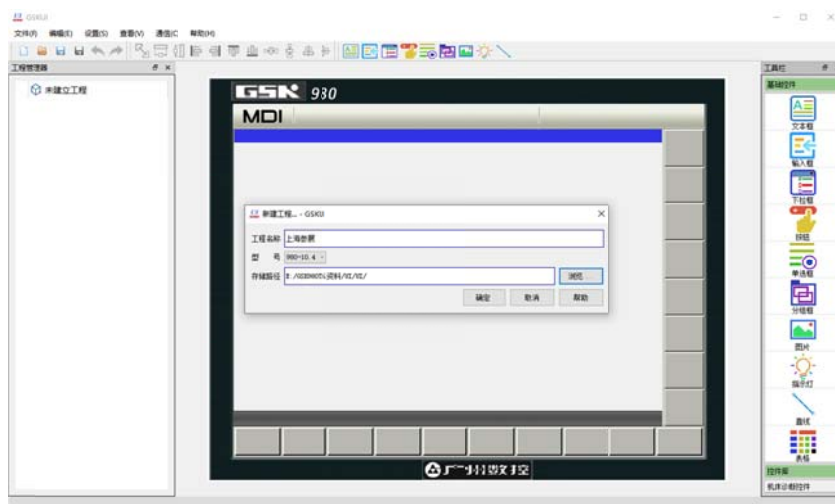 GSKUI
文件(F) 编辑(E) 设置(S) 查看(V) 通信(C) 帮助(H)
工程管理器
未建立工程
GSK 980
MDI
新建工程... - GSKUI
工程名称 上海参展
型 号 980-10.4
存储路径
浏览...
确定 取消 帮助
广州数控
工具栏
基础控件
文本框
输入框
下拉框
按钮
单选框
分组框
图片
指示灯
直线
表格
控件库
机床诊断控件